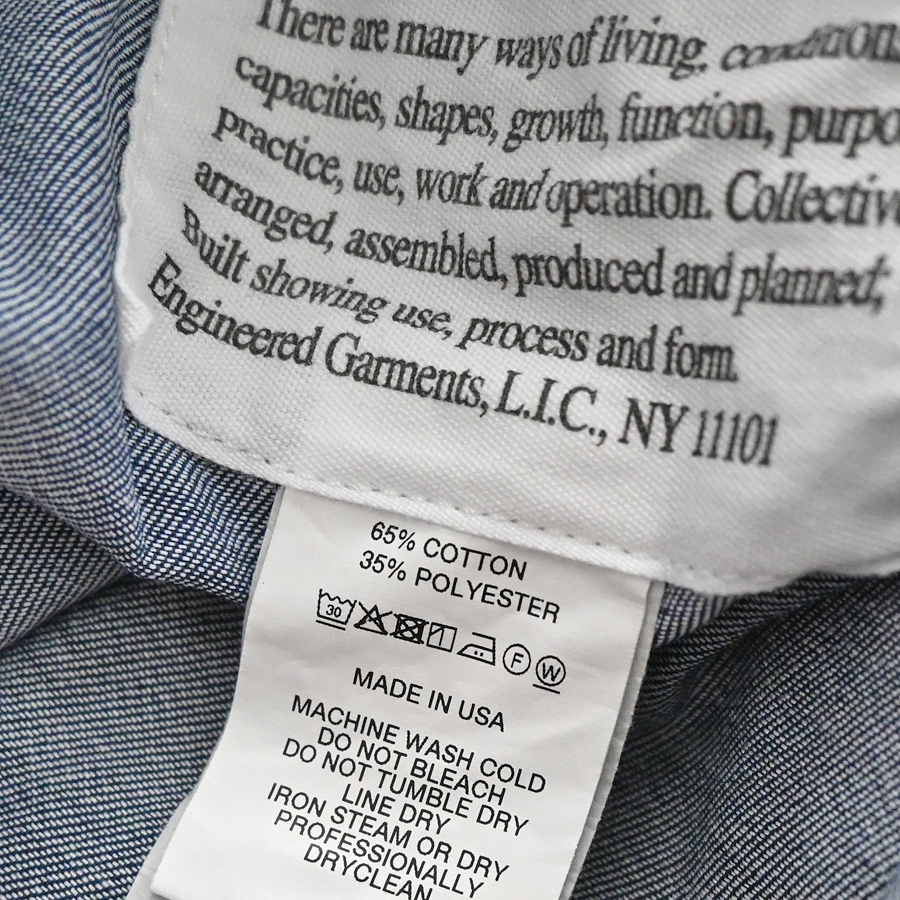 There are many ways of living, conditions
capacities, shapes, growth, function, purpo
practice, use, work and operation. Collectiv
arranged, assembled, produced and planned;
Built showing use, process and form.
Engineered Garments, L.I.C., NY 11101
65% COTTON
35% POLYESTER
30
F W
MADE IN USA
MACHINE WASH COLD
DO NOT BLEACH
DO NOT TUMBLE DRY
LINE DRY
IRON STEAM OR DRY
PROFESSIONALLY
DRYCLEAN